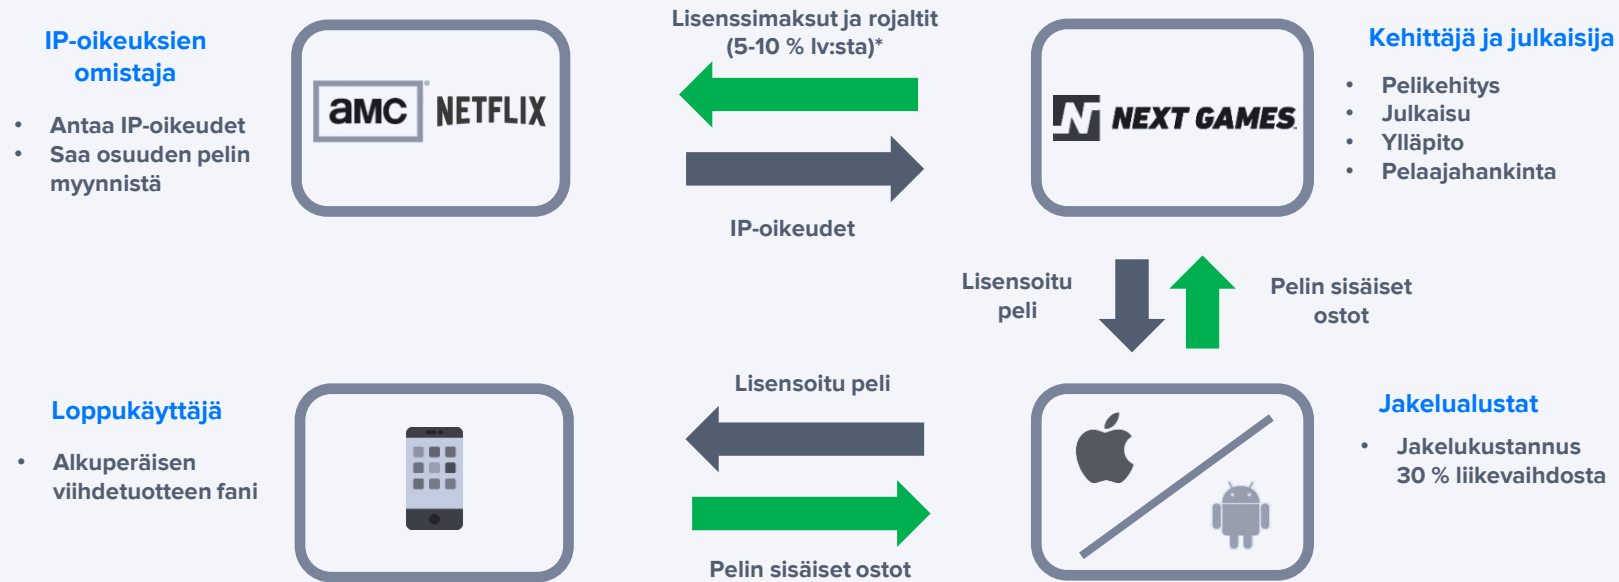 IP-oikeuksien
omistaja
• Antaa IP-oikeudet
• Saa osuuden pelin
myynnistä
aMC NETFLIX
Lisenssimaksut ja rojaltit
(5-10 % lv:sta)*
IP-oikeudet
N NEXT GAMES
Kehittäjä ja julkaisija
• Pelikehitys
• Julkaisu
• Ylläpito
• Pelaajahankinta
Lisensoitu
peli
Pelin sisäiset
ostot
Loppukäyttäjä
• Alkuperäisen
viihdetuotteen fani
Lisensoitu peli
Pelin sisäiset ostot
Jakelualustat
• Jakelukustannus
30 % liikevaihdosta